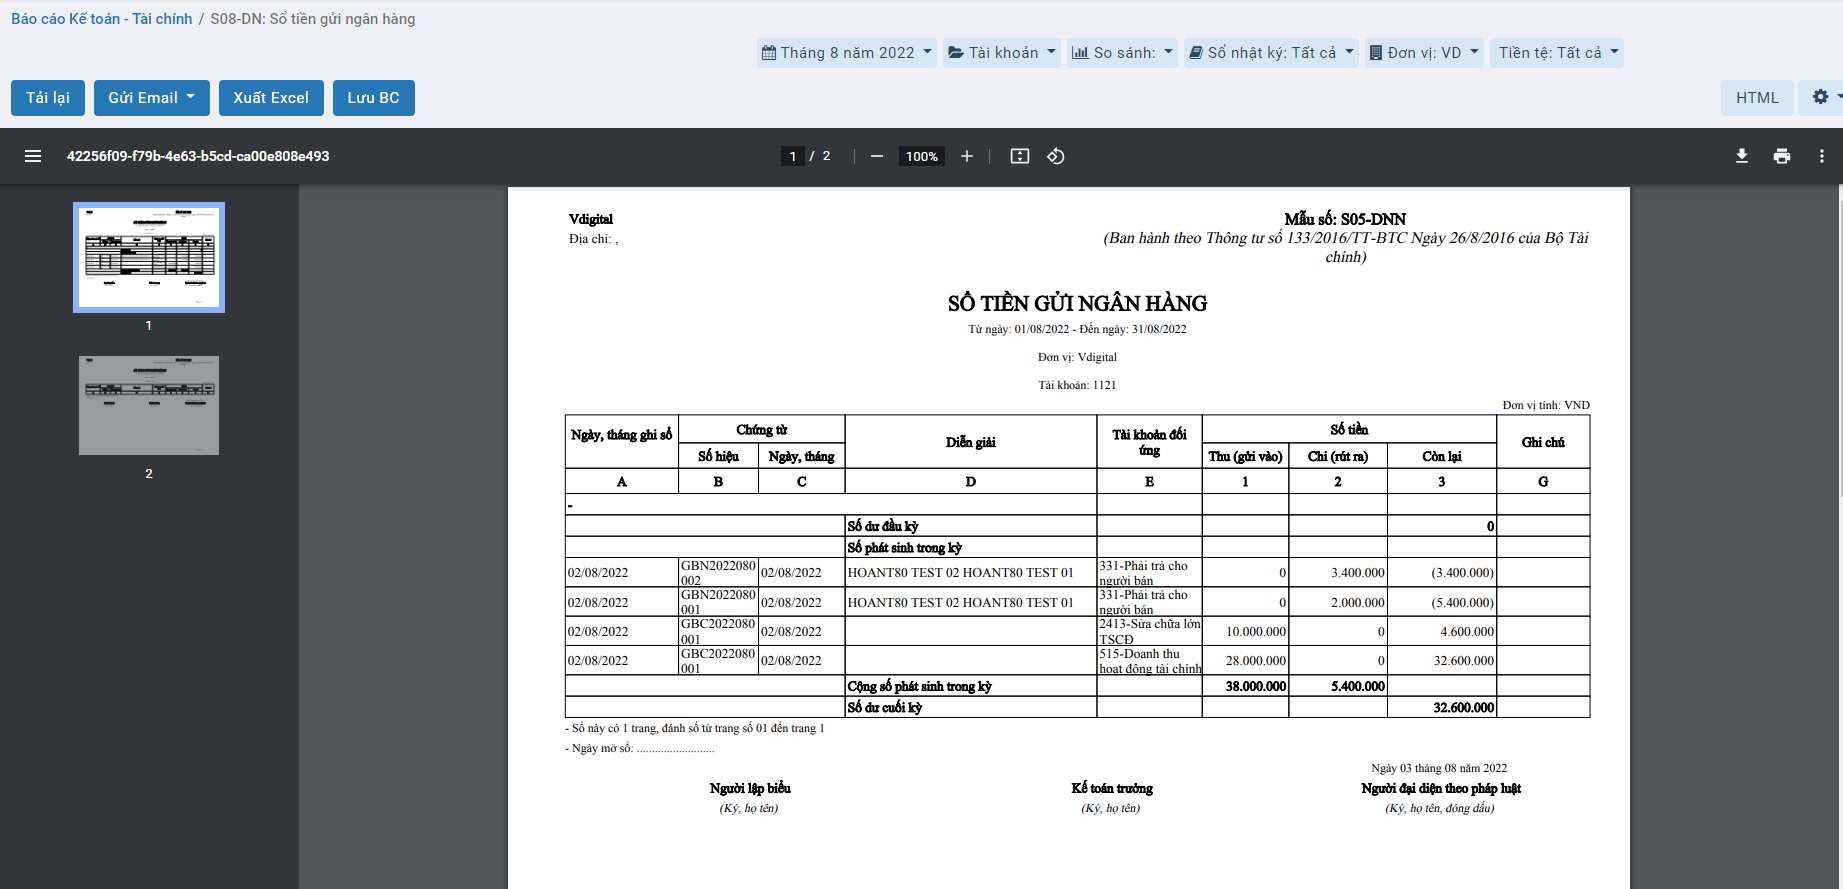 Báo cáo Kế toán - Tài chính / S08-DN: Sổ tiền gửi ngân hàng
Tháng 8 năm 2022 Tài khoản So sánh: Sổ nhật ký: Tất cả Đơn vị: VD Tiền tệ: Tất cả
Tải lại Gửi Email Xuất Excel Lưu BC HTML
42256f09-f79b-4e63-b5cd-ca00e808e493 1 / 2 100%
1
2
Vdigital
Địa chỉ: ,
Mẫu số: S05-DNN
(Ban hành theo Thông tư số 133/2016/TT-BTC Ngày 26/8/2016 của Bộ Tài
chính)
SỔ TIỀN GỬI NGÂN HÀNG
Từ ngày: 01/08/2022 - Đến ngày: 31/08/2022
Đơn vị: Vdigital
Tài khoản: 1121
Đơn vị tính: VND
Ngày, tháng ghi sổ Chứng từ Diễn giải Tài khoản đối ứng Số tiền Ghi chú
Số hiệu Ngày, tháng Thu (gửi vào) Chi (rút ra) Còn lại
A B C D E 1 2 3 G
-
Số dư đầu kỳ 0
Số phát sinh trong kỳ
02/08/2022 GBN2022080002 02/08/2022 HOANT80 TEST 02 HOANT80 TEST 01 331-Phải trả cho người bán 0 3.400.000 (3.400.000)
02/08/2022 GBN2022080001 02/08/2022 HOANT80 TEST 02 HOANT80 TEST 01 331-Phải trả cho người bán 0 2.000.000 (5.400.000)
02/08/2022 GBC2022080001 02/08/2022 2413-Sửa chữa lớn TSCĐ 10.000.000 0 4.600.000
02/08/2022 GBC2022080001 02/08/2022 515-Doanh thu hoạt động tài chính 28.000.000 0 32.600.000
Cộng số phát sinh trong kỳ 38.000.000 5.400.000
Số dư cuối kỳ 32.600.000
- Sổ này có 1 trang, đánh số từ trang số 01 đến trang 1
- Ngày mở sổ: ..........................
Ngày 03 tháng 08 năm 2022
Người lập biểu Kế toán trưởng Người đại diện theo pháp luật
(Ký, họ tên) (Ký, họ tên) (Ký, họ tên, đóng dấu)